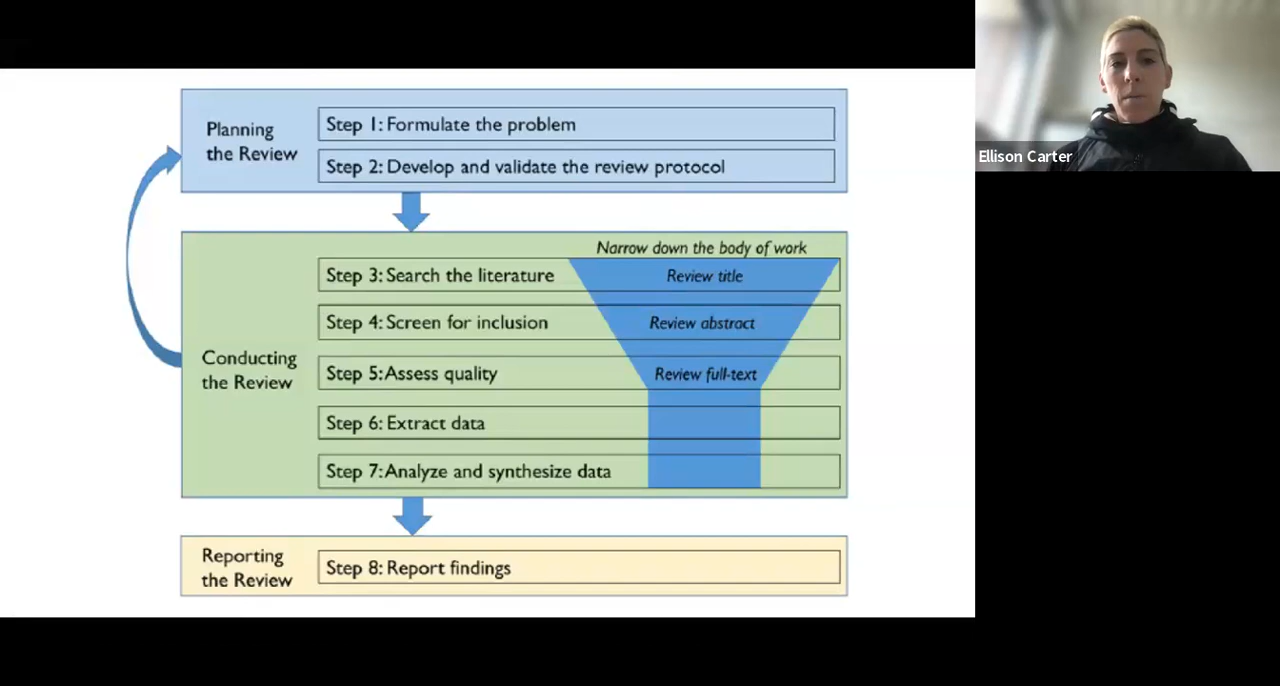 Planning
the Review
Step 1: Formulate the problem
Step 2: Develop and validate the review protocol
Narrow down the body of work
Step 3: Search the literature
Review title
Step 4: Screen for inclusion
Review abstract
Conducting
the Review
Step 5: Assess quality
Review full-text
Step 6: Extract data
Step 7: Analyze and synthesize data
Reporting
the Review
Step 8: Report findings
Ellison Carter